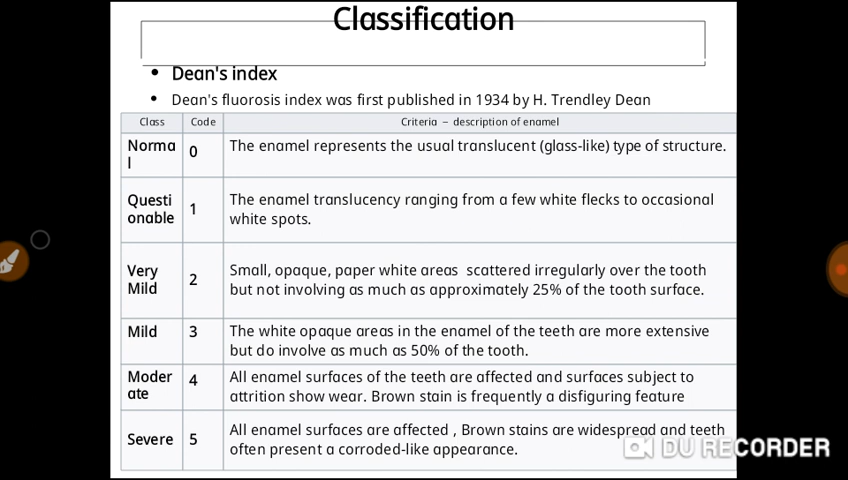 Classification
• Dean's index
• Dean's fluorosis index was first published in 1934 by H. Trendley Dean
Class Code Criteria – description of enamel
Norma
l
0
The enamel represents the usual translucent (glass-like) type of structure.
Questi
onable
1
The enamel translucency ranging from a few white flecks to occasional
white spots.
Very
Mild
2
Small, opaque, paper white areas scattered irregularly over the tooth
but not involving as much as approximately 25% of the tooth surface.
Mild
3
The white opaque areas in the enamel of the teeth are more extensive
but do involve as much as 50% of the tooth.
Moder
ate
4
All enamel surfaces of the teeth are affected and surfaces subject to
attrition show wear. Brown stain is frequently a disfiguring feature
Severe
5
All enamel surfaces are affected , Brown stains are widespread and teeth
often present a corroded-like appearance.
DU RECORDER